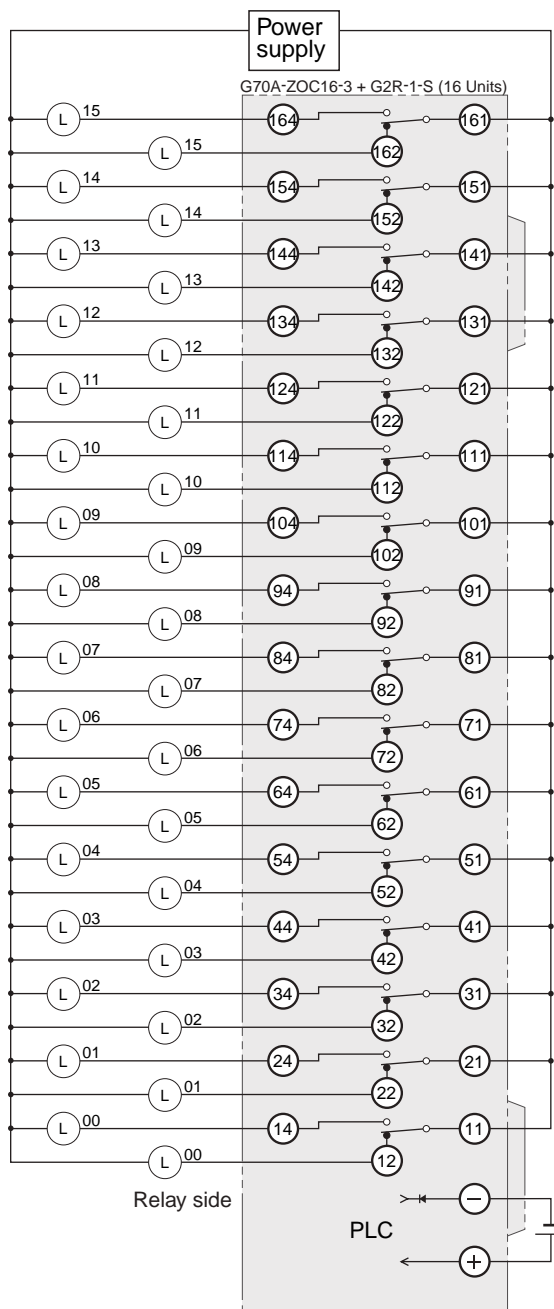 Power
supply
G70A-ZOC16-3 + G2R-1-S (16 Units)
L 15 164 161
L 15 162
L 14 154 151
L 14 152
L 13 144 141
L 13 142
L 12 134 131
L 12 132
L 11 124 121
L 11 122
L 10 114 111
L 10 112
L 09 104 101
L 09 102
L 08 94 91
L 08 92
L 07 84 81
L 07 82
L 06 74 71
L 06 72
L 05 64 61
L 05 62
L 04 54 51
L 04 52
L 03 44 41
L 03 42
L 02 34 31
L 02 32
L 01 24 21
L 01 22
L 00 14 11
L 00 12
Relay side
−
PLC
+